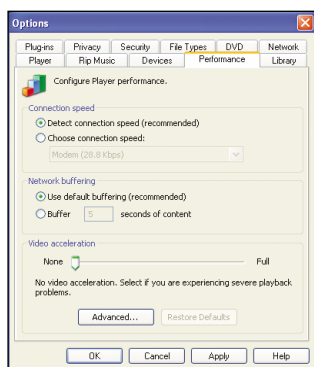 Options
Plug-ins Privacy Security File Types DVD Network
Player Rip Music Devices Performance Library
Configure Player performance.
Connection speed
Detect connection speed (recommended)
Choose connection speed:
Modem (28.8 Kbps)
Network buffering
Use default buffering (recommended)
Buffer 5 seconds of content
Video acceleration
None Full
No video acceleration. Select if you are experiencing severe playback
problems.
Advanced... Restore Defaults
OK Cancel Apply Help